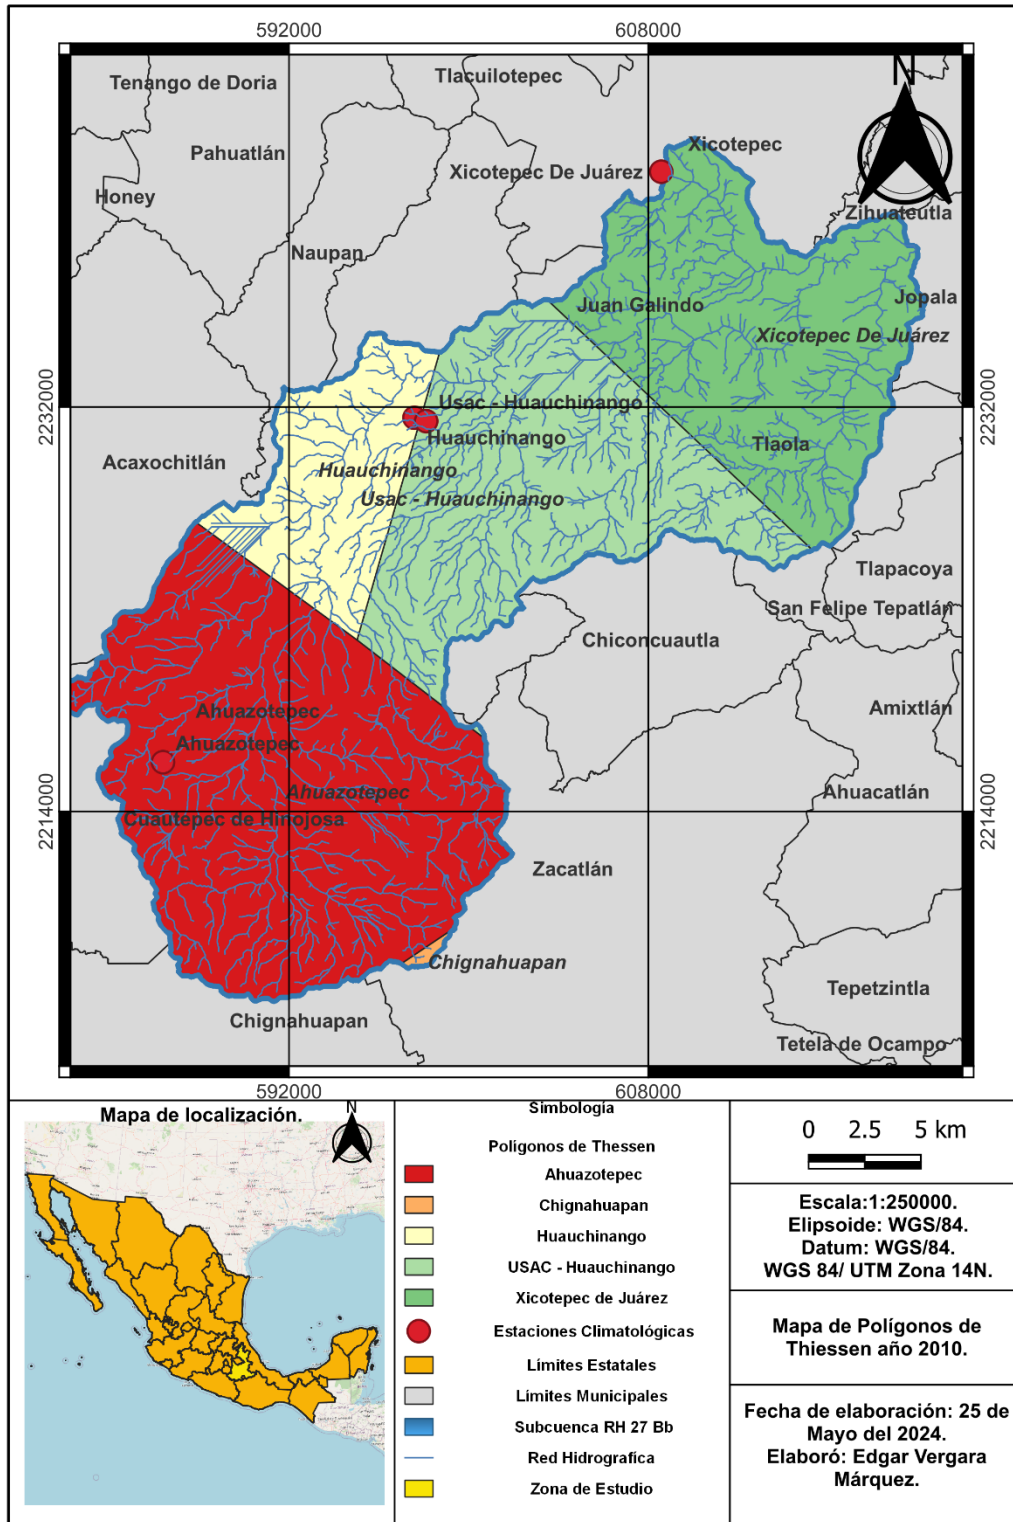 592000
608000
Tenango de Doria
Tlacuilotepec
N
Xicotepec
Pahuatlán
Xicotepec De Juárez
Honey
Zihuateutla
Naupan
Jopala
Juan Galindo
Xicotepec De Juárez
2232000
2232000
Usac - Huauchinango
Huauchinango
Tlaola
Acaxochitlán
Huauchinango
Usac - Huauchinango
Tlapacoya
San Felipe Tepatlán
Chiconcuautla
Ahuazotepec
Amixtlán
Ahuazotepec
Ahuazotepec
Ahuacatlán
2214000
2214000
Cuautepec de Hinojosa
Zacatlán
Chignahuapan
Tepetzintla
Chignahuapan
Tetela de Ocampo
592000
608000
Mapa de localización.
N
Simbología
Poligonos de Thessen
Ahuazotepec
Chignahuapan
Huauchinango
USAC - Huauchinango
Xicotepec de Juárez
Estaciones Climatológicas
Límites Estatales
Límites Municipales
Subcuenca RH 27 Bb
Red Hidrografíca
Zona de Estudio
0 2.5 5 km
Escala:1:250000.
Elipsoide: WGS/84.
Datum: WGS/84.
WGS 84/ UTM Zona 14N.
Mapa de Polígonos de
Thiessen año 2010.
Fecha de elaboración: 25 de
Mayo del 2024.
Elaboró: Edgar Vergara
Márquez.